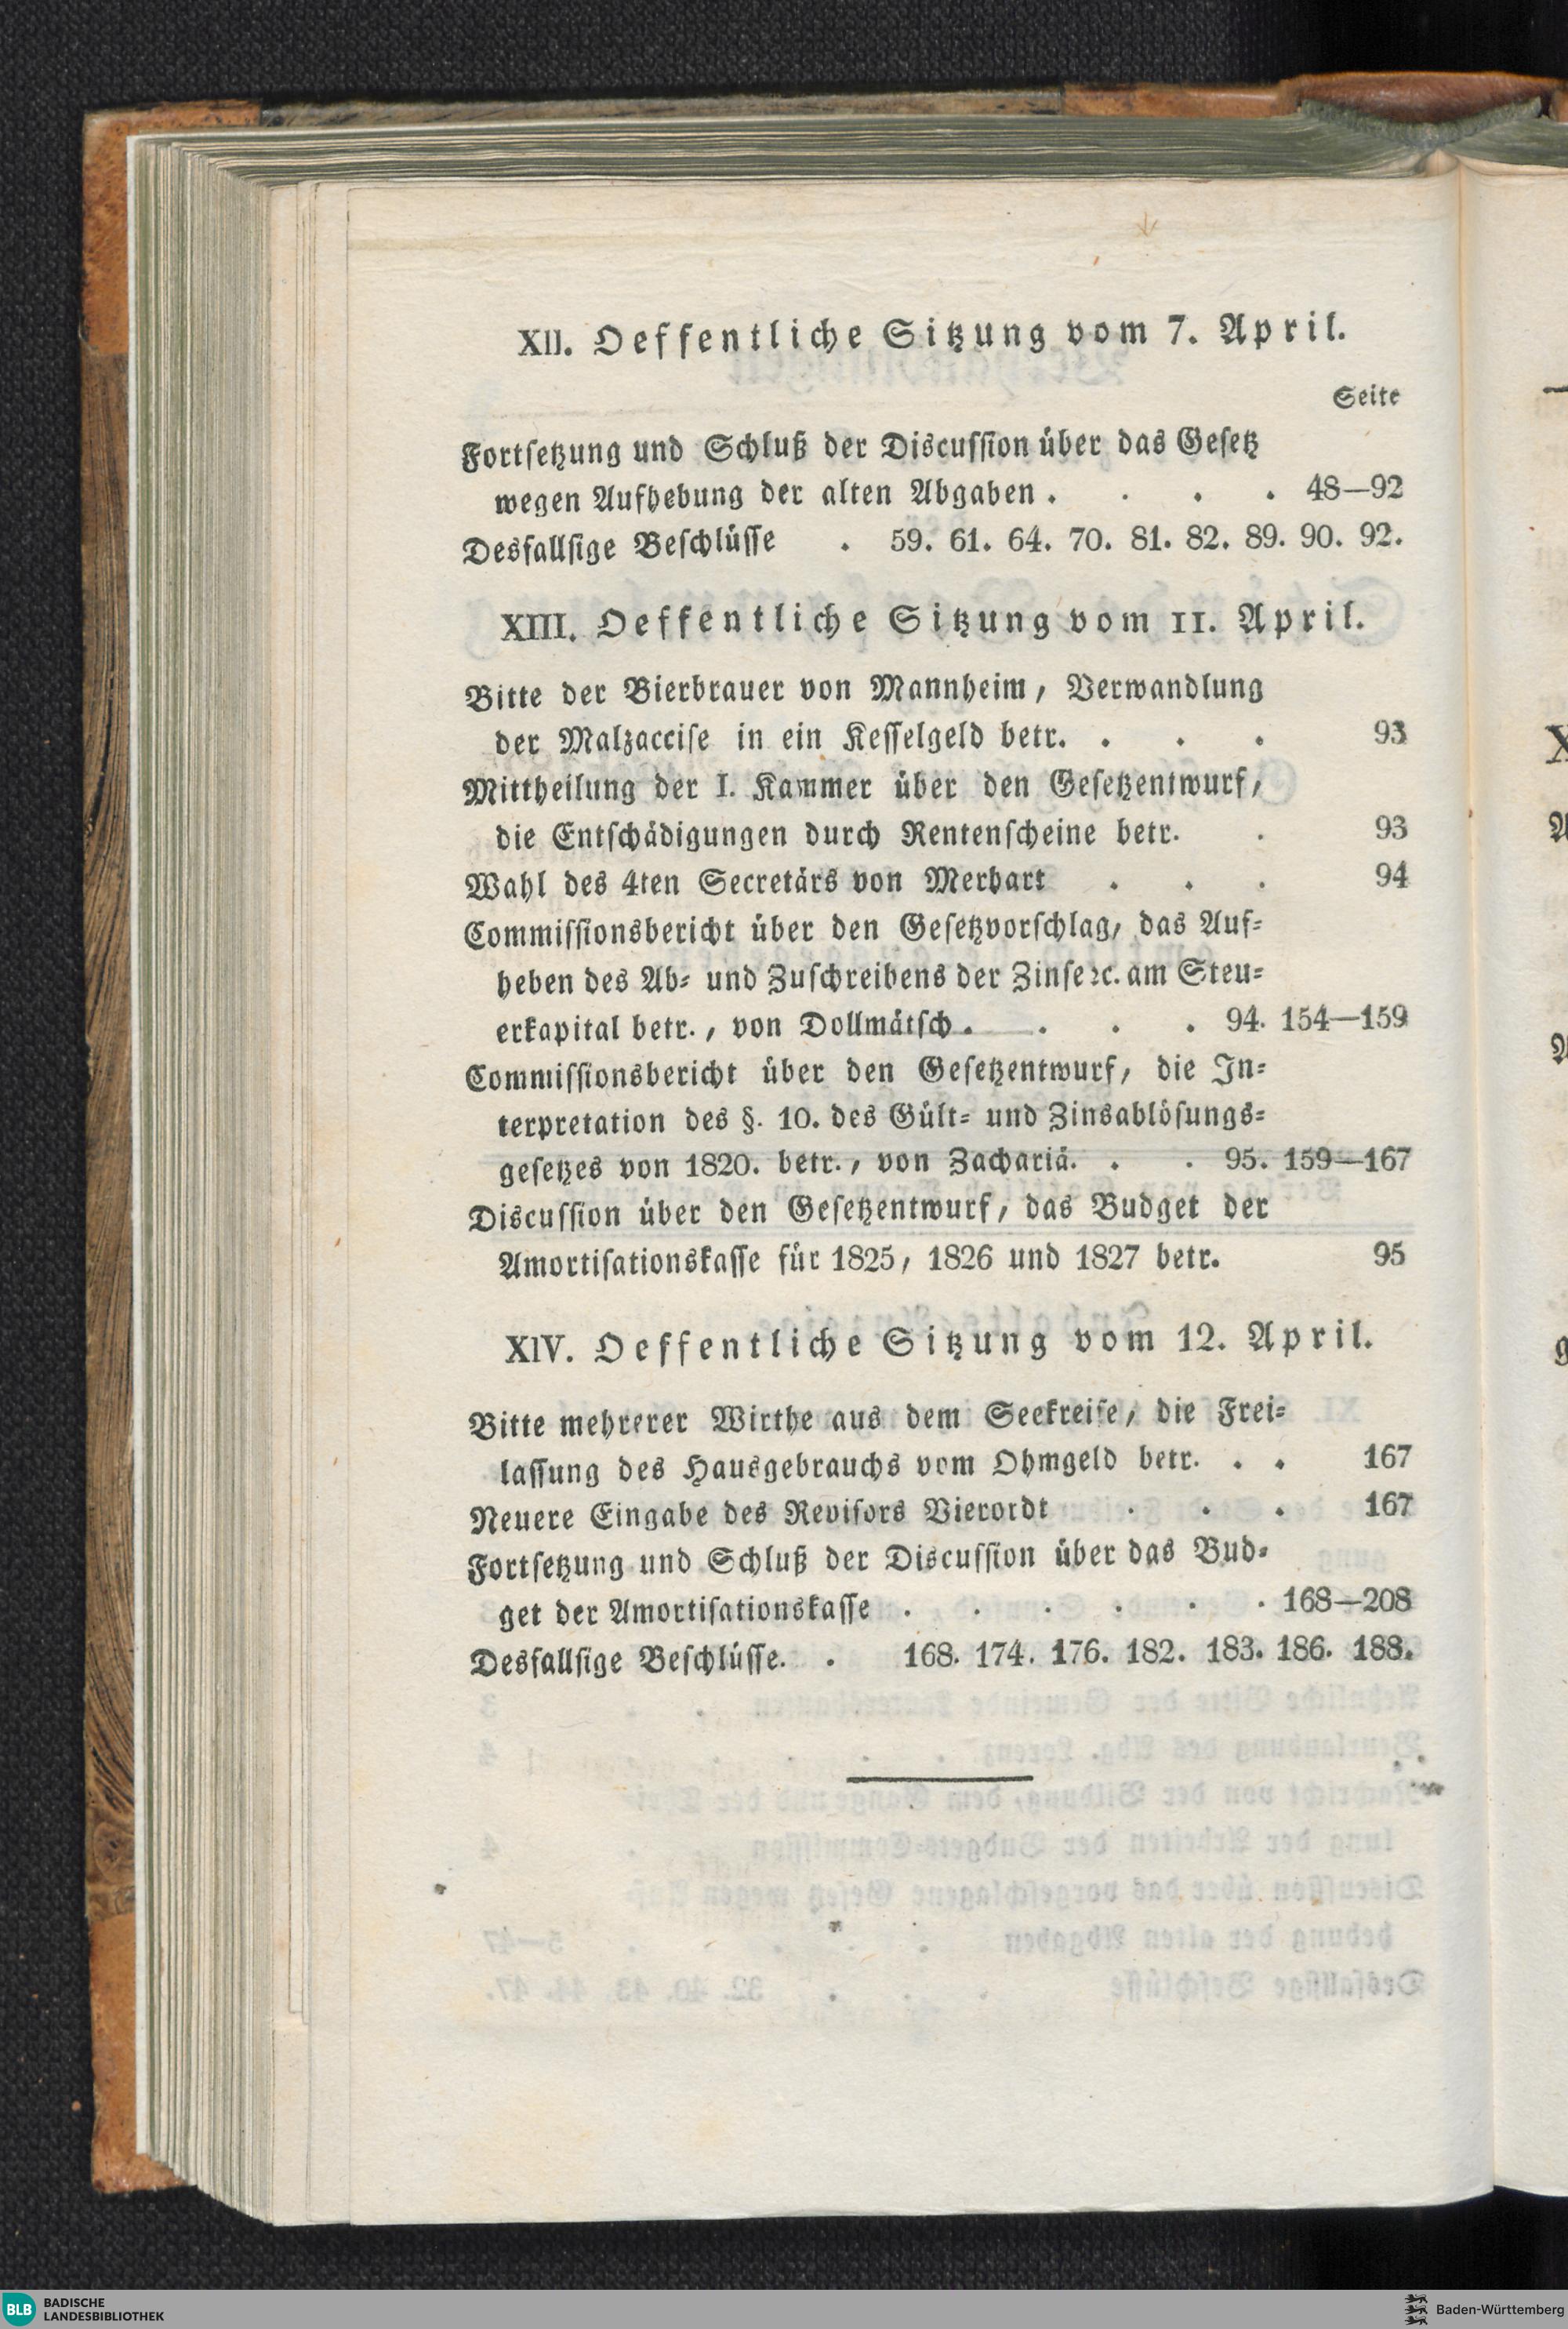 XII. Oeffentliche Sitzung vom 7. April.
Seite
Fortsetzung und Schluß der Discussion über das Gesetz
wegen Aufhebung der alten Abgaben . . . . 48—92
Desfallsige Beschlüsse . 59. 61. 64. 70. 81. 82. 89. 90. 92.
XIII. Oeffentliche Sitzung vom 11. April.
Bitte der Bierbrauer von Mannheim, Verwandlung
der Malzaccise in ein Kesselgeld betr. . . . 93
Mittheilung der I. Kammer über den Gesetzentwurf,
die Entschädigungen durch Rentenscheine betr. . 93
Wahl des 4ten Secretärs von Merhart . . . 94
Commissionsbericht über den Gesetzvorschlag, das Auf-
heben des Ab- und Zuschreibens der Zinse ꝛc. am Steu-
erkapital betr., von Dollmätsch . . . . 94. 154—159
Commissionsbericht über den Gesetzentwurf, die In-
terpretation des §. 10. des Gült- und Zinsablösungs-
gesetzes von 1820. betr., von Zachariä. . . 95. 159—167
Discussion über den Gesetzentwurf, das Budget der
Amortisationskasse für 1825, 1826 und 1827 betr. 95
XIV. Oeffentliche Sitzung vom 12. April.
Bitte mehrerer Wirthe aus dem Seekreise, die Frei-
lassung des Hausgebrauchs vom Ohmgeld betr. . . 167
Neuere Eingabe des Revisors Vierordt . . . 167
Fortsetzung und Schluß der Discussion über das Bud-
get der Amortisationskasse . . . . . . 168—208
Desfallsige Beschlüsse. . 168. 174. 176. 182. 183. 186. 188.
BLB BADISCHE
LANDESBIBLIOTHEK
Baden-Württemberg